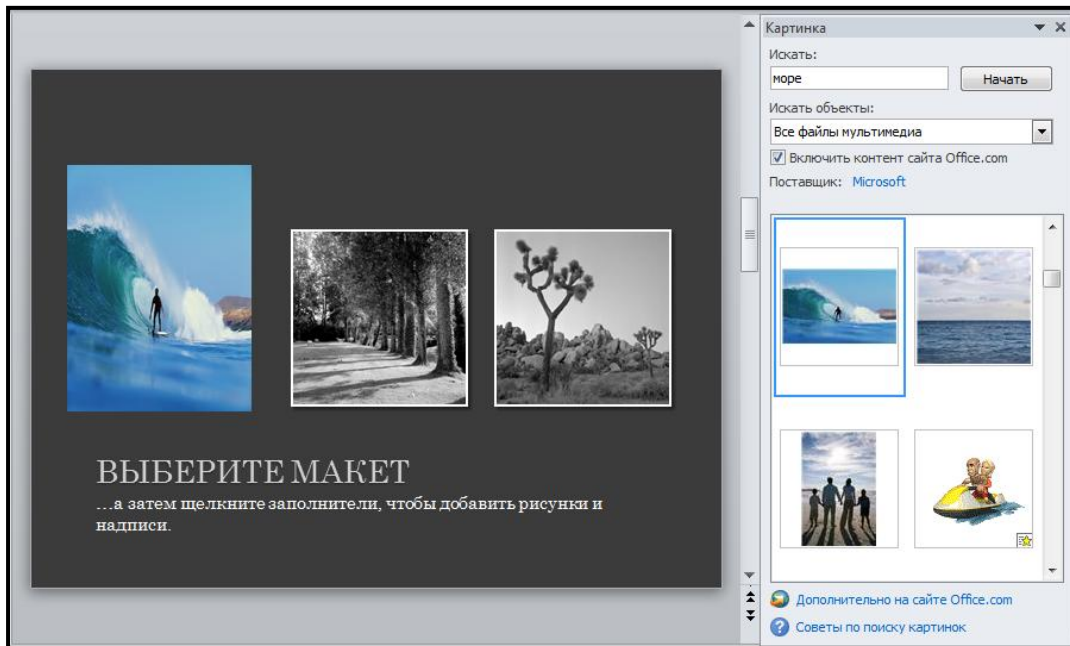 ВЫБЕРИТЕ МАКЕТ
…а затем щелкните заполнители, чтобы добавить рисунки и
надписи.
Картинка
Искать:
море
Начать
Искать объекты:
Все файлы мультимедиа
Включить контент сайта Office.com
Поставщик: Microsoft
Дополнительно на сайте Office.com
Советы по поиску картинок